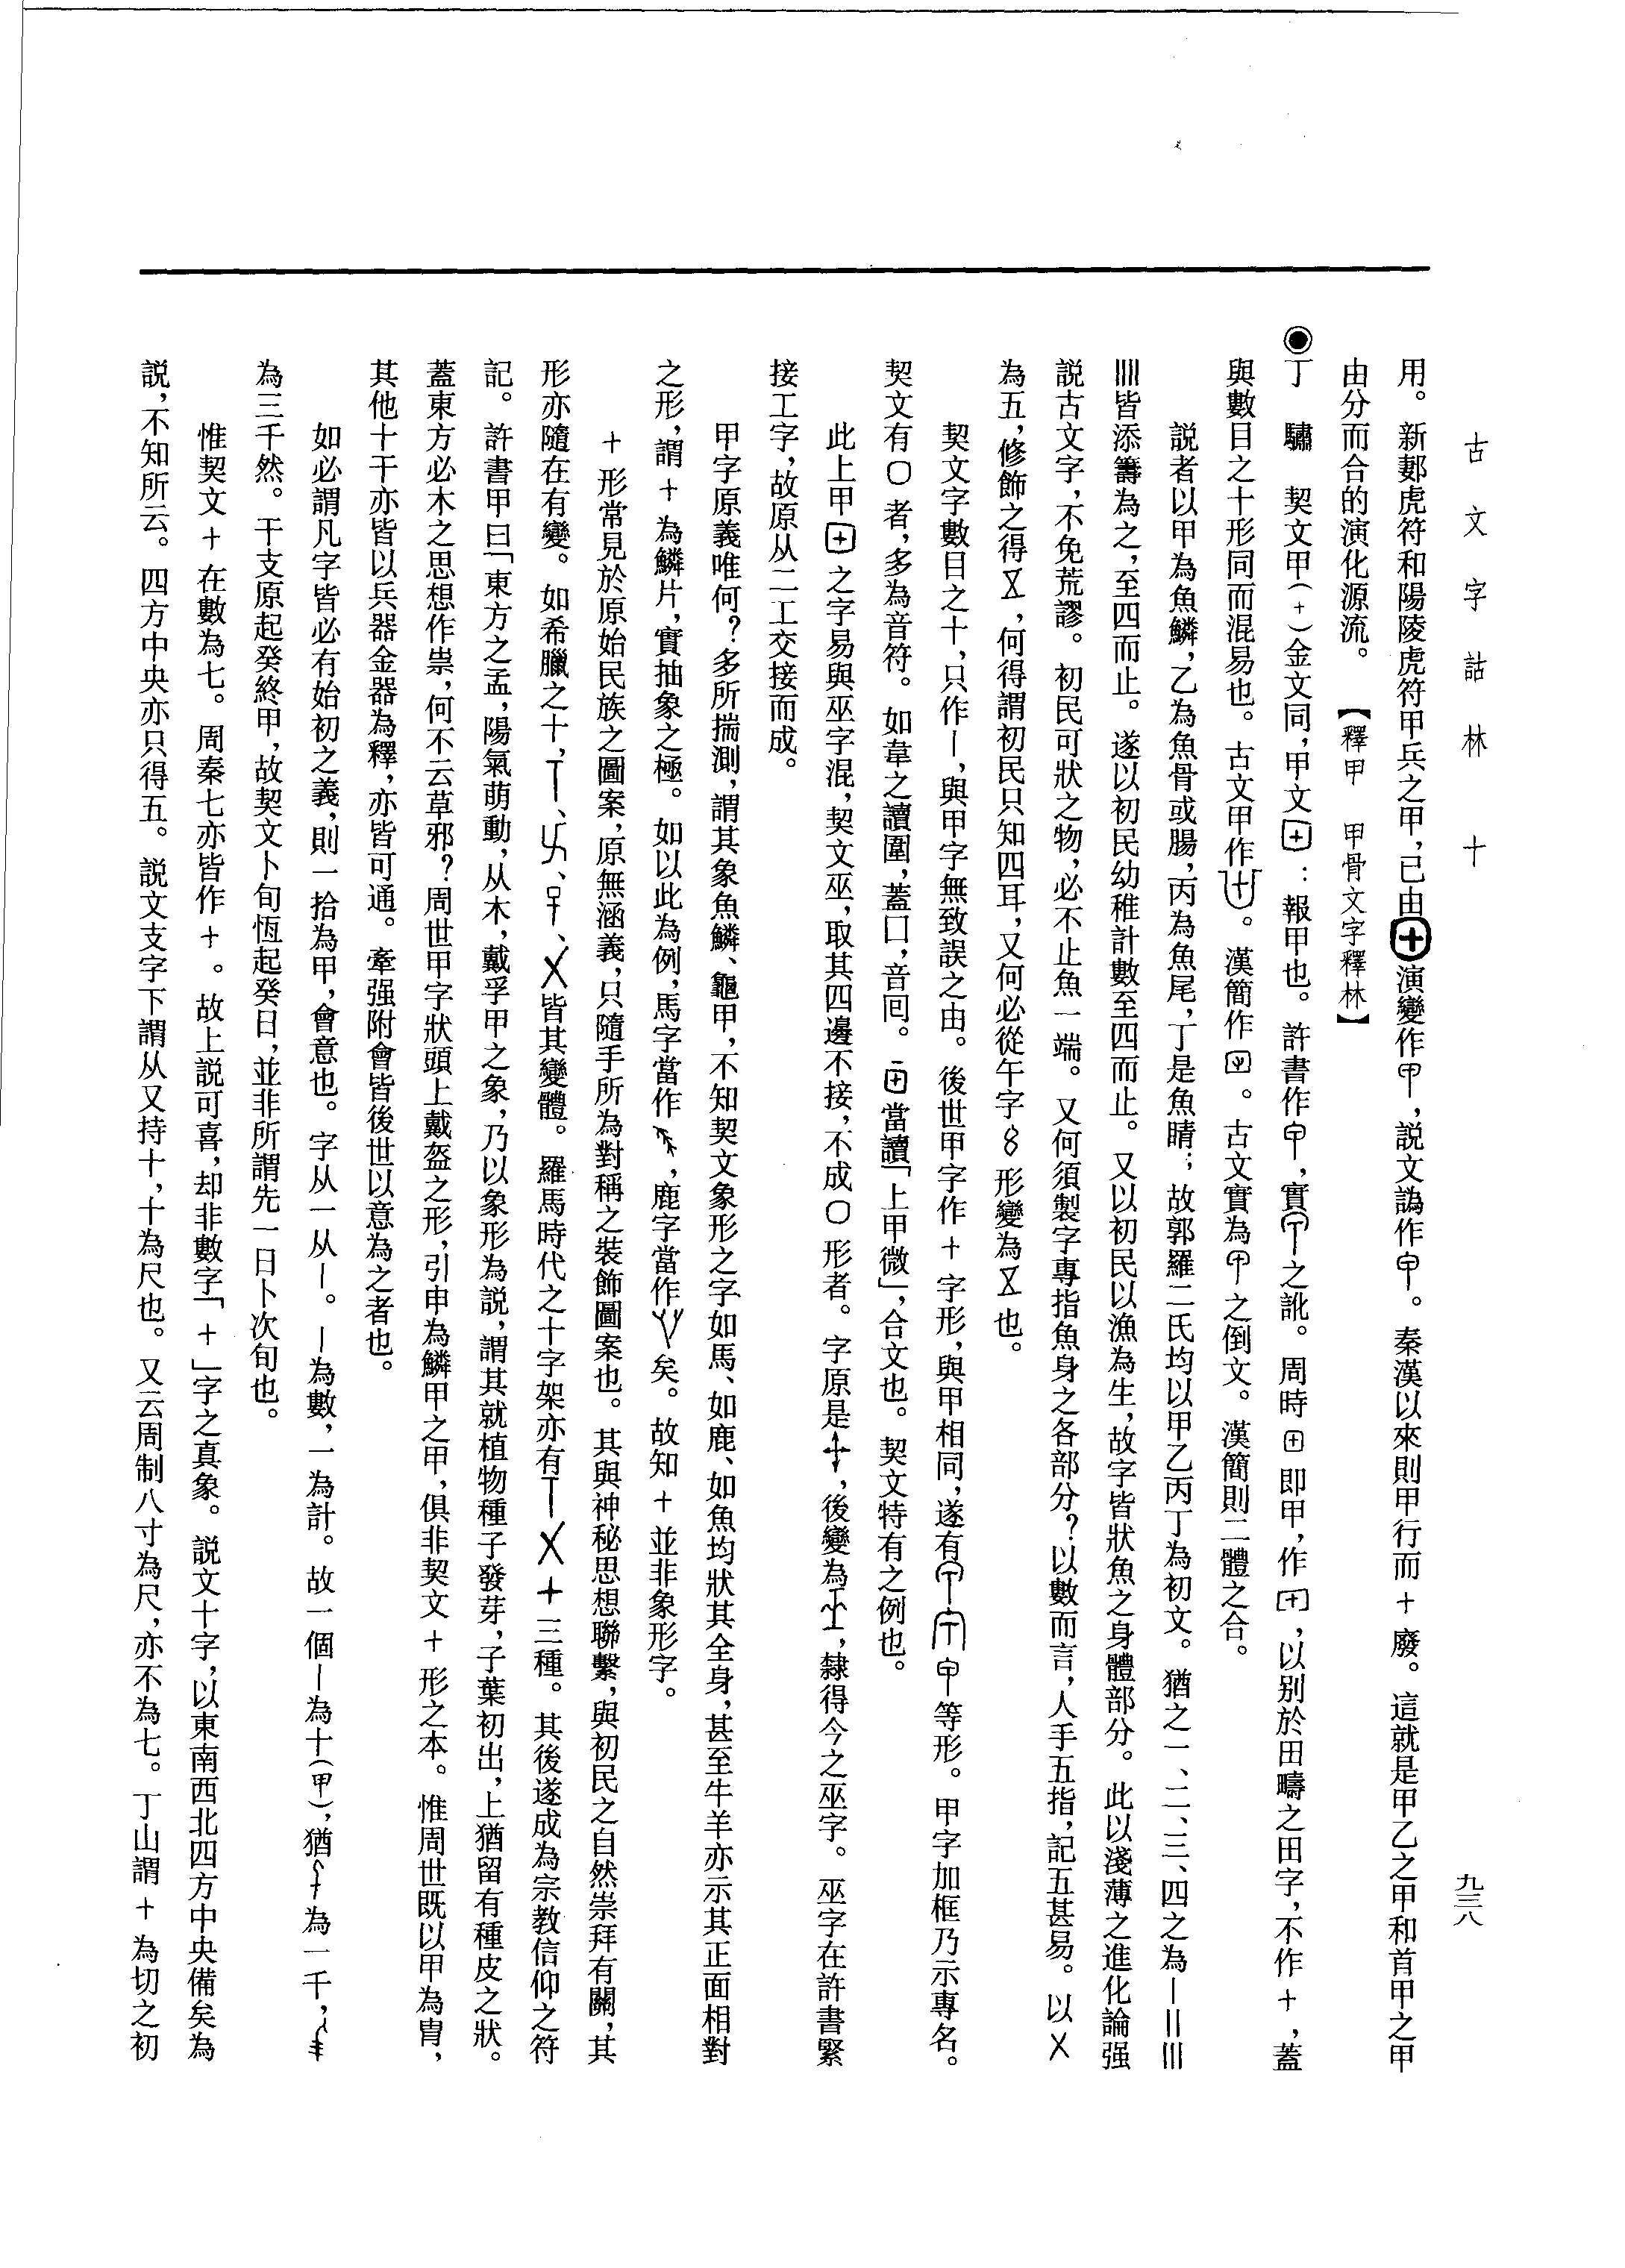 古文字詁林 十
九三八
用。新郪虎符和陽陵虎符甲兵之甲，已由演變作，説文譌作。秦漢以來則甲行而十廢。這就是甲乙之甲和首甲之甲
由分而合的演化源流。【釋甲 甲骨文字釋林】
◉丁 驌 契文甲（十）金文同，甲文：報甲也。許書作，實之訛。周時即甲，作，以别於田疇之田字，不作十，蓋
與數目之十形同而混易也。古文甲作。漢簡作。古文實為之倒文。漢簡則二體之合。
説者以甲為魚鱗，乙為魚骨或腸，丙為魚尾，丁是魚睛；故郭羅二氏均以甲乙丙丁為初文。猶之一、二、三、四之為｜|||||
||||皆添籌為之，至四而止。遂以初民幼稚計數至四而止。又以初民以漁為生，故字皆狀魚之身體部分。此以淺薄之進化論强
説古文字，不免荒謬。初民可狀之物，必不止魚一端。又何須製字專指魚身之各部分？以數而言，人手五指，記五甚易。以㐅
為五，修飾之得，何得謂初民只知四耳，又何必從午字形變為也。
契文字數目之十，只作｜，與甲字無致誤之由。後世甲字作十字形，與甲相同，遂有等形。甲字加框乃示專名。
契文有〇者，多為音符。如韋之讀圍，蓋囗，音回。當讀「上甲微」，合文也。契文特有之例也。
此上甲之字易與巫字混，契文巫，取其四邊不接，不成〇形者。字原是，後變為，隸得今之巫字。巫字在許書緊
接工字，故原从二工交接而成。
甲字原義唯何？多所揣測，謂其象魚鱗、龜甲，不知契文象形之字如馬、如鹿、如魚均狀其全身，甚至牛羊亦示其正面相對
之形，謂十為鱗片，實抽象之極。如以此為例，馬字當作，鹿字當作矣。故知十並非象形字。
十形常見於原始民族之圖案，原無涵義，只隨手所為對稱之裝飾圖案也。其與神秘思想聯繫，與初民之自然崇拜有關，其
形亦隨在有變。如希臘之十，丅、卐、、㐅皆其變體。羅馬時代之十字架亦有丅㐅十三種。其後遂成為宗教信仰之符
記。許書甲曰「東方之孟，陽氣萌動，从木，戴孚甲之象，乃以象形為説，謂其就植物種子發芽，子葉初出，上猶留有種皮之狀。
蓋東方必木之思想作祟，何不云草邪？周世甲字狀頭上戴盔之形，引申為鱗甲之甲，俱非契文十形之本。惟周世既以甲為冑，
其他十干亦皆以兵器金器為釋，亦皆可通。牽强附會皆後世以意為之者也。
如必謂凡字皆必有始初之義，則一拾為甲，會意也。字从一从｜。｜為數，一為計。故一個｜為十（甲），猶為一千，
為三千然。干支原起癸終甲，故契文卜旬恆起癸日，並非所謂先一日卜次旬也。
惟契文十在數為七。周秦七亦皆作十。故上説可喜，却非數字「十」字之真象。説文十字，以東南西北四方中央備矣為
説，不知所云。四方中央亦只得五。説文支字下謂从又持十，十為尺也。又云周制八寸為尺，亦不為七。丁山謂十為切之初